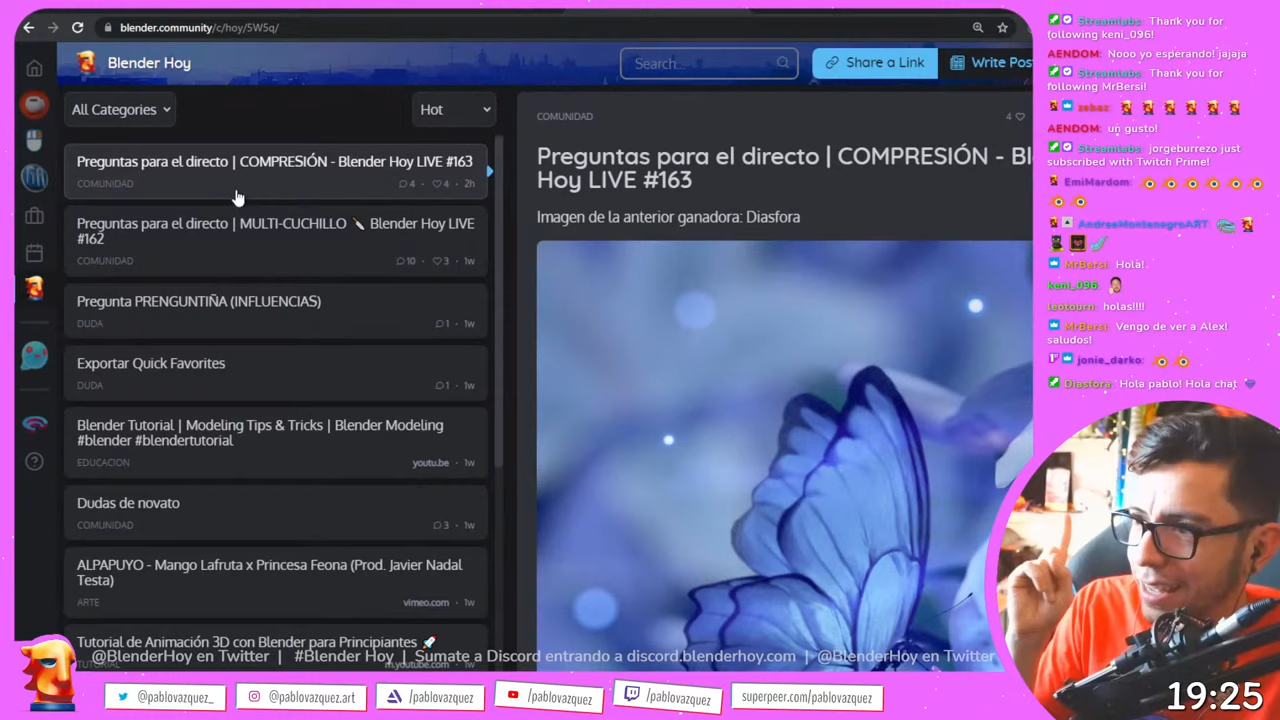 blender.community/c/hoy/5W5q/
Blender Hoy
Search...
Share a Link
Write Pos
All Categories
Hot
Preguntas para el directo | COMPRESIÓN - Blender Hoy LIVE #163
COMUNIDAD
4 · 4 · 2h
Preguntas para el directo | MULTI-CUCHILLO 🔪 Blender Hoy LIVE
#162
COMUNIDAD
10 · 3 · 1w
Pregunta PRENGUNTIÑA (INFLUENCIAS)
DUDA
1 · 1w
Exportar Quick Favorites
DUDA
1 · 1w
Blender Tutorial | Modeling Tips & Tricks | Blender Modeling
#blender #blendertutorial
EDUCACION
youtu.be · 1w
Dudas de novato
COMUNIDAD
3 · 1w
ALPAPUYO - Mango Lafruta x Princesa Feona (Prod. Javier Nadal
Testa)
ARTE
vimeo.com · 1w
Tutorial de Animación 3D con Blender para Principiantes 🚀
TUTORIAL
m.youtube.com · 1w
COMUNIDAD
4
Preguntas para el directo | COMPRESIÓN - Bl
Hoy LIVE #163
Imagen de la anterior ganadora: Diasfora
Streamlabs: Thank you for
following keni_096!
AENDOM: Nooo yo esperando! jajaja
Streamlabs: Thank you for
following MrBersi!
zebaz:
AENDOM: un gusto!
Streamlabs: jorgeburrezo just
subscribed with Twitch Prime!
EmiMardom:
AndreaMontenegroART:
MrBersi: Hola!
keni_096:
leotourn: holas!!!!
MrBersi: Vengo de ver a Alex!
saludos!
jonie_darko:
Diasfora: Hola pablo! Hola chat
@BlenderHoy en Twitter | #Blender Hoy | Sumate a Discord entrando a discord.blenderhoy.com | @BlenderHoy en Twitter
@pablovazquez_
@pablovazquez.art
/pablovazquez
/pablovazquez
/pablovazquez
superpeer.com/pablovazquez
19:25